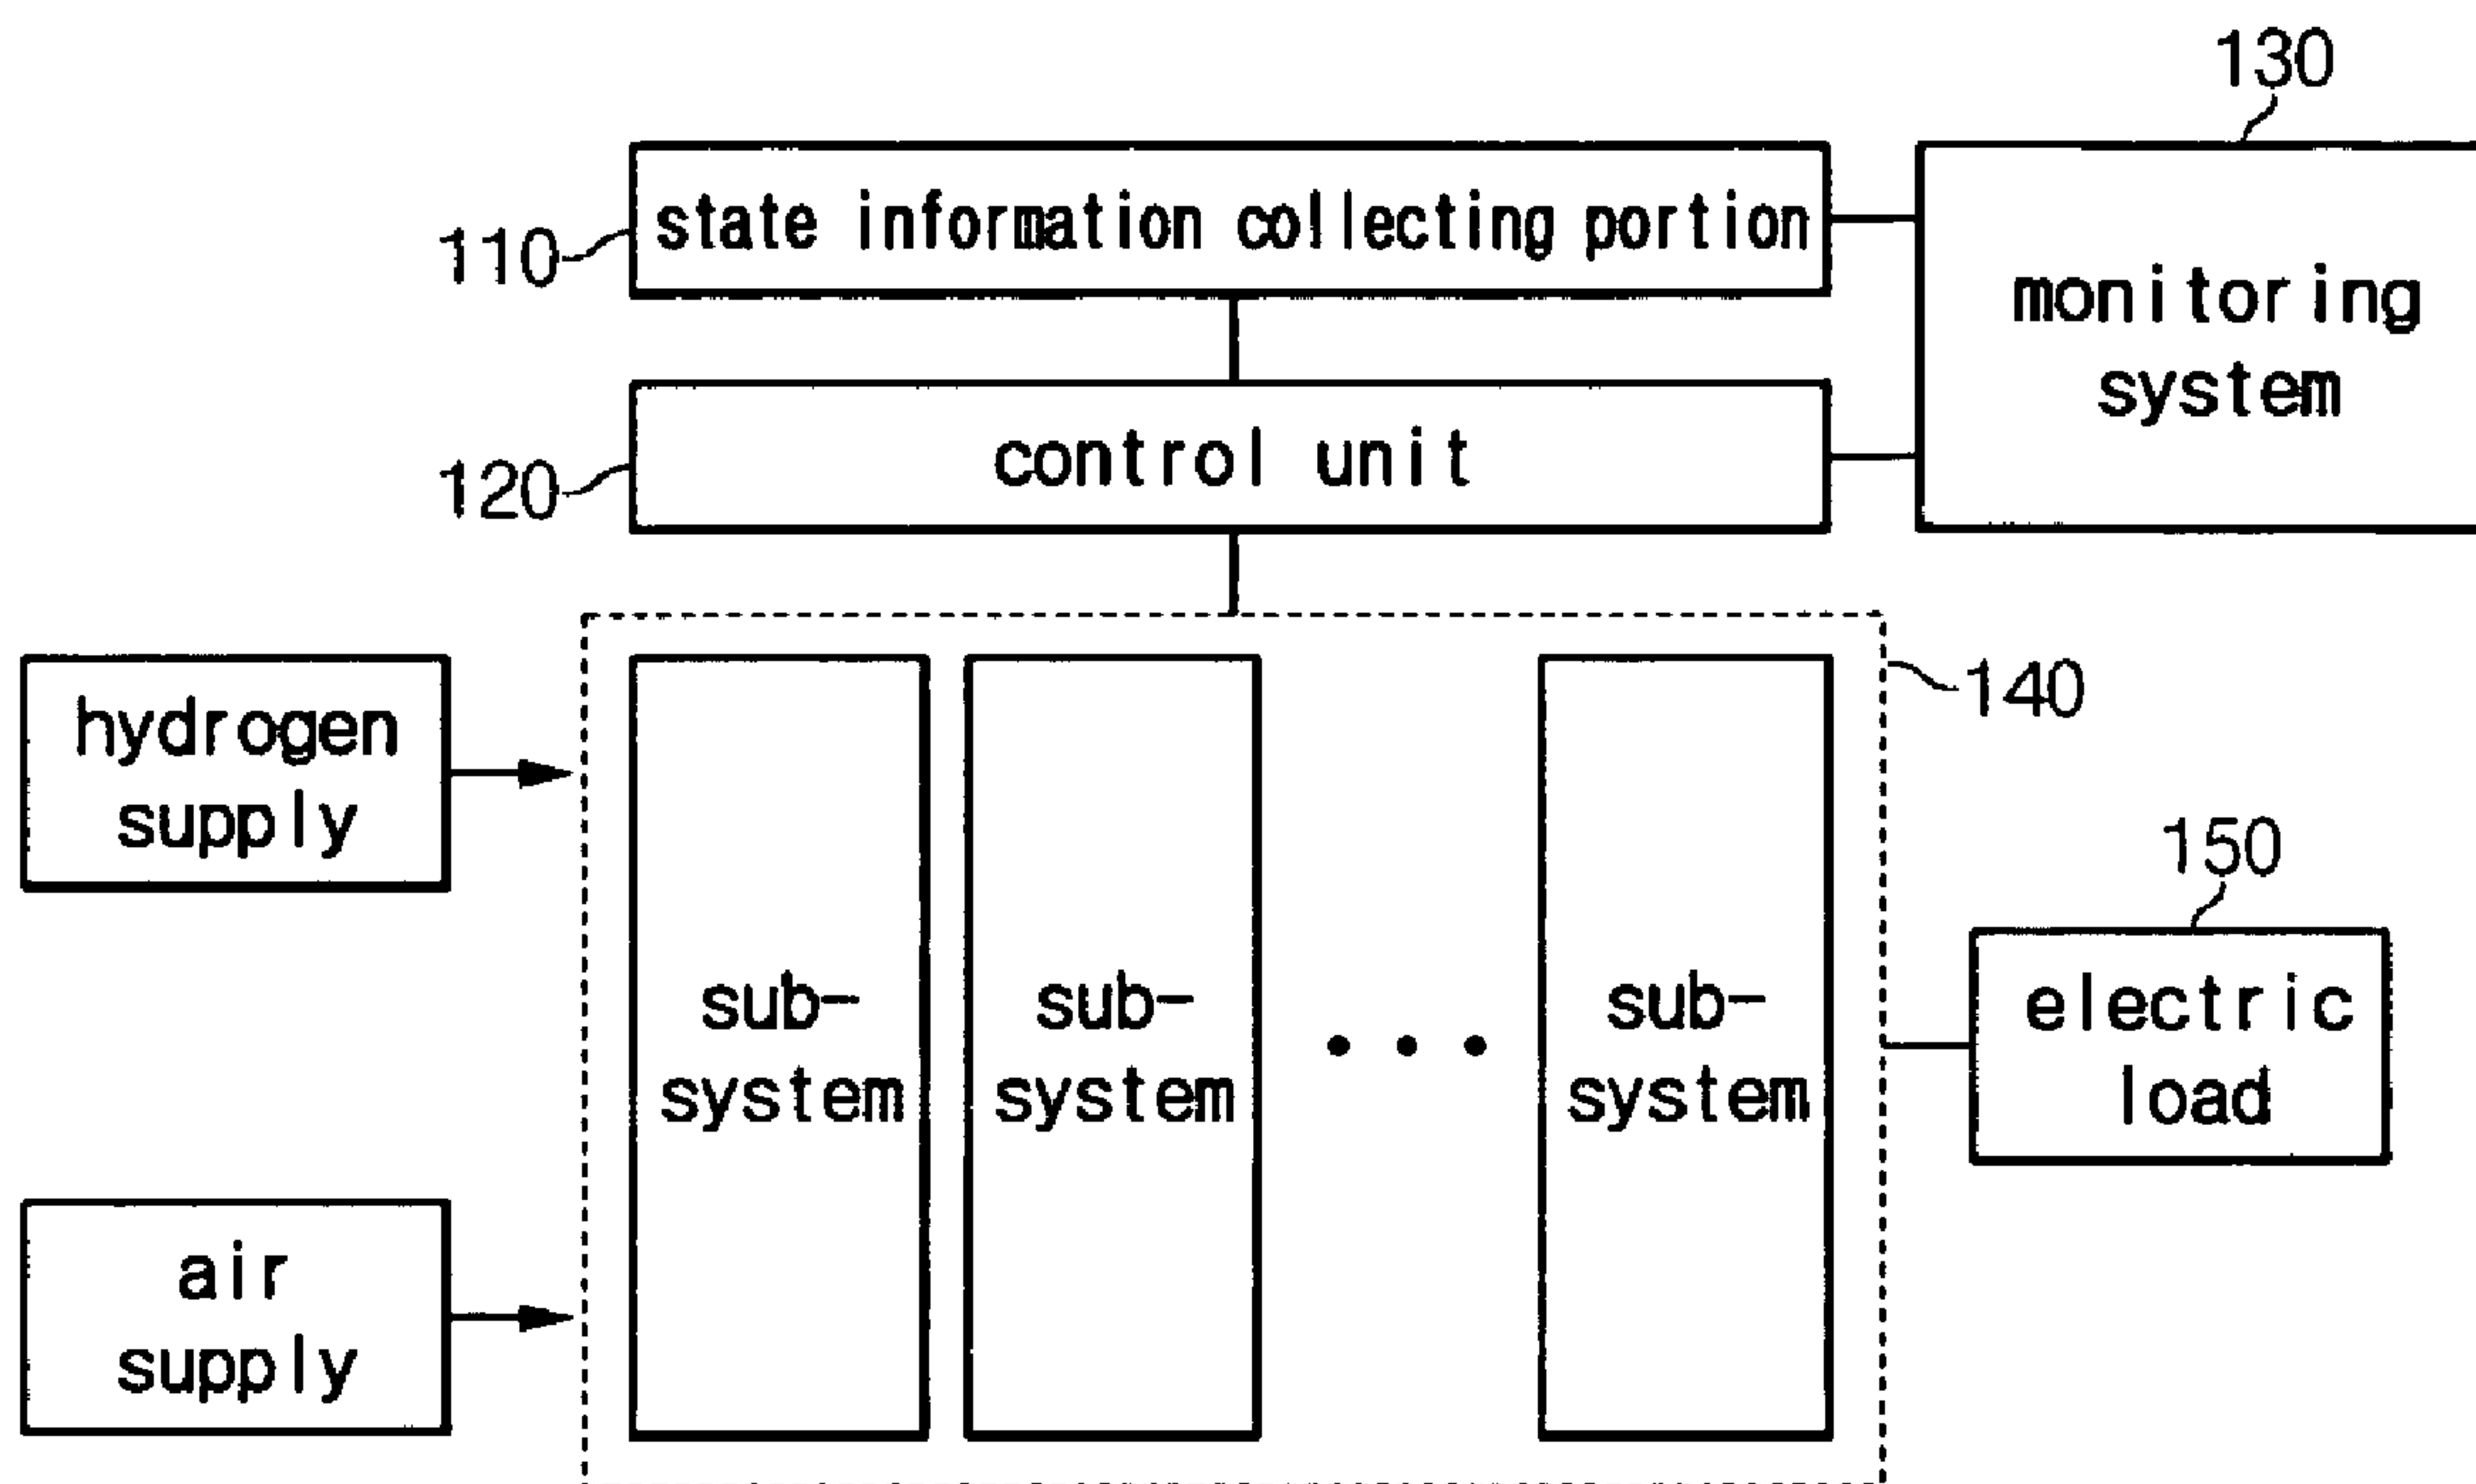 130
state information collecting portion
110
monitoring
system
control unit
120
hydrogen
supply
140
sub-
system
sub-
system
• • •
sub-
system
150
electric
load
air
supply